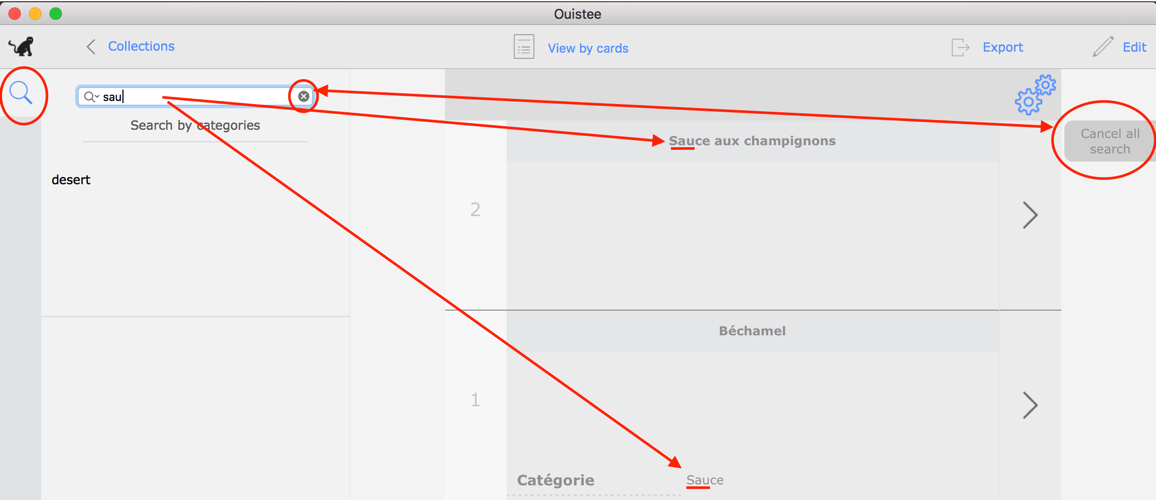 Ouistee
Collections
View by cards
Export
Edit
sau
Search by categories
desert
Cancel all
search
Sauce aux champignons
2
Béchamel
1
Catégorie
Sauce